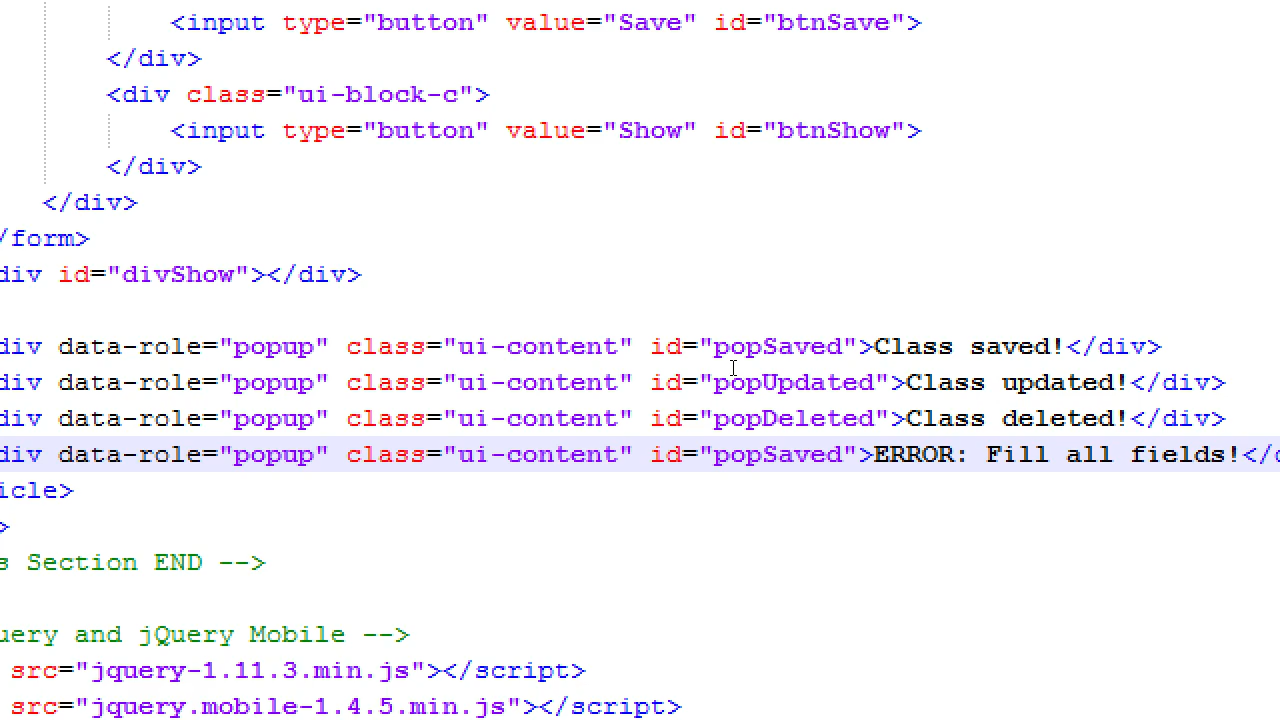 <input type="button" value="Save" id="btnSave">
</div>
<div class="ui-block-c">
<input type="button" value="Show" id="btnShow">
</div>
</div>
/form>
div id="divShow"></div>
div data-role="popup" class="ui-content" id="popSaved">Class saved!</div>
div data-role="popup" class="ui-content" id="popUpdated">Class updated!</div>
div data-role="popup" class="ui-content" id="popDeleted">Class deleted!</div>
div data-role="popup" class="ui-content" id="popSaved">ERROR: Fill all fields!</
icle>
>
s Section END -->
uery and jQuery Mobile -->
src="jquery-1.11.3.min.js"></script>
src="jquery.mobile-1.4.5.min.js"></script>